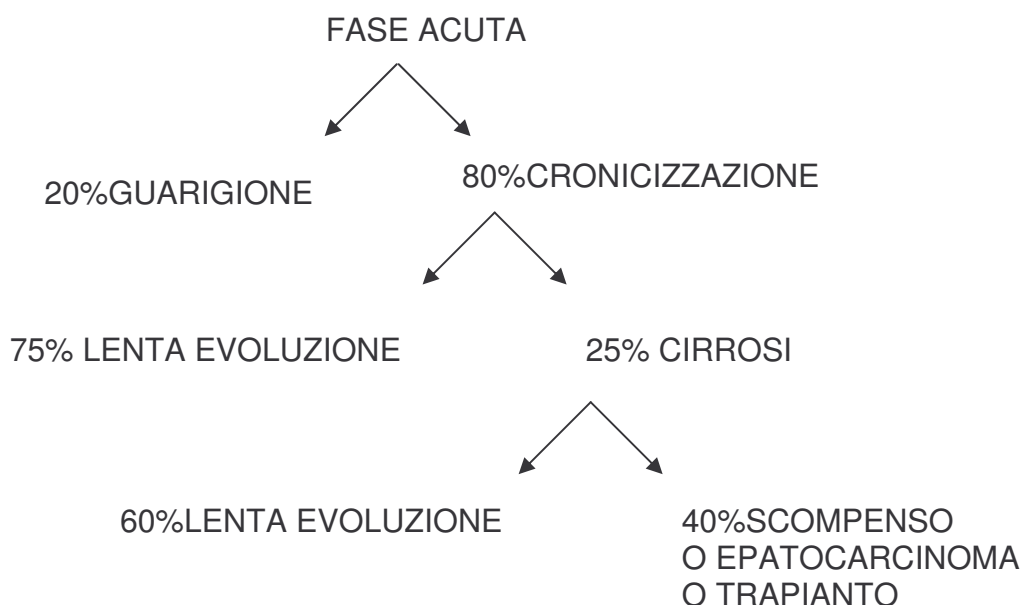 FASE ACUTA
20%GUARIGIONE
80%CRONICIZZAZIONE
75% LENTA EVOLUZIONE
25% CIRROSI
60%LENTA EVOLUZIONE
40%SCOMPENSO
O EPATOCARCINOMA
O TRAPIANTO